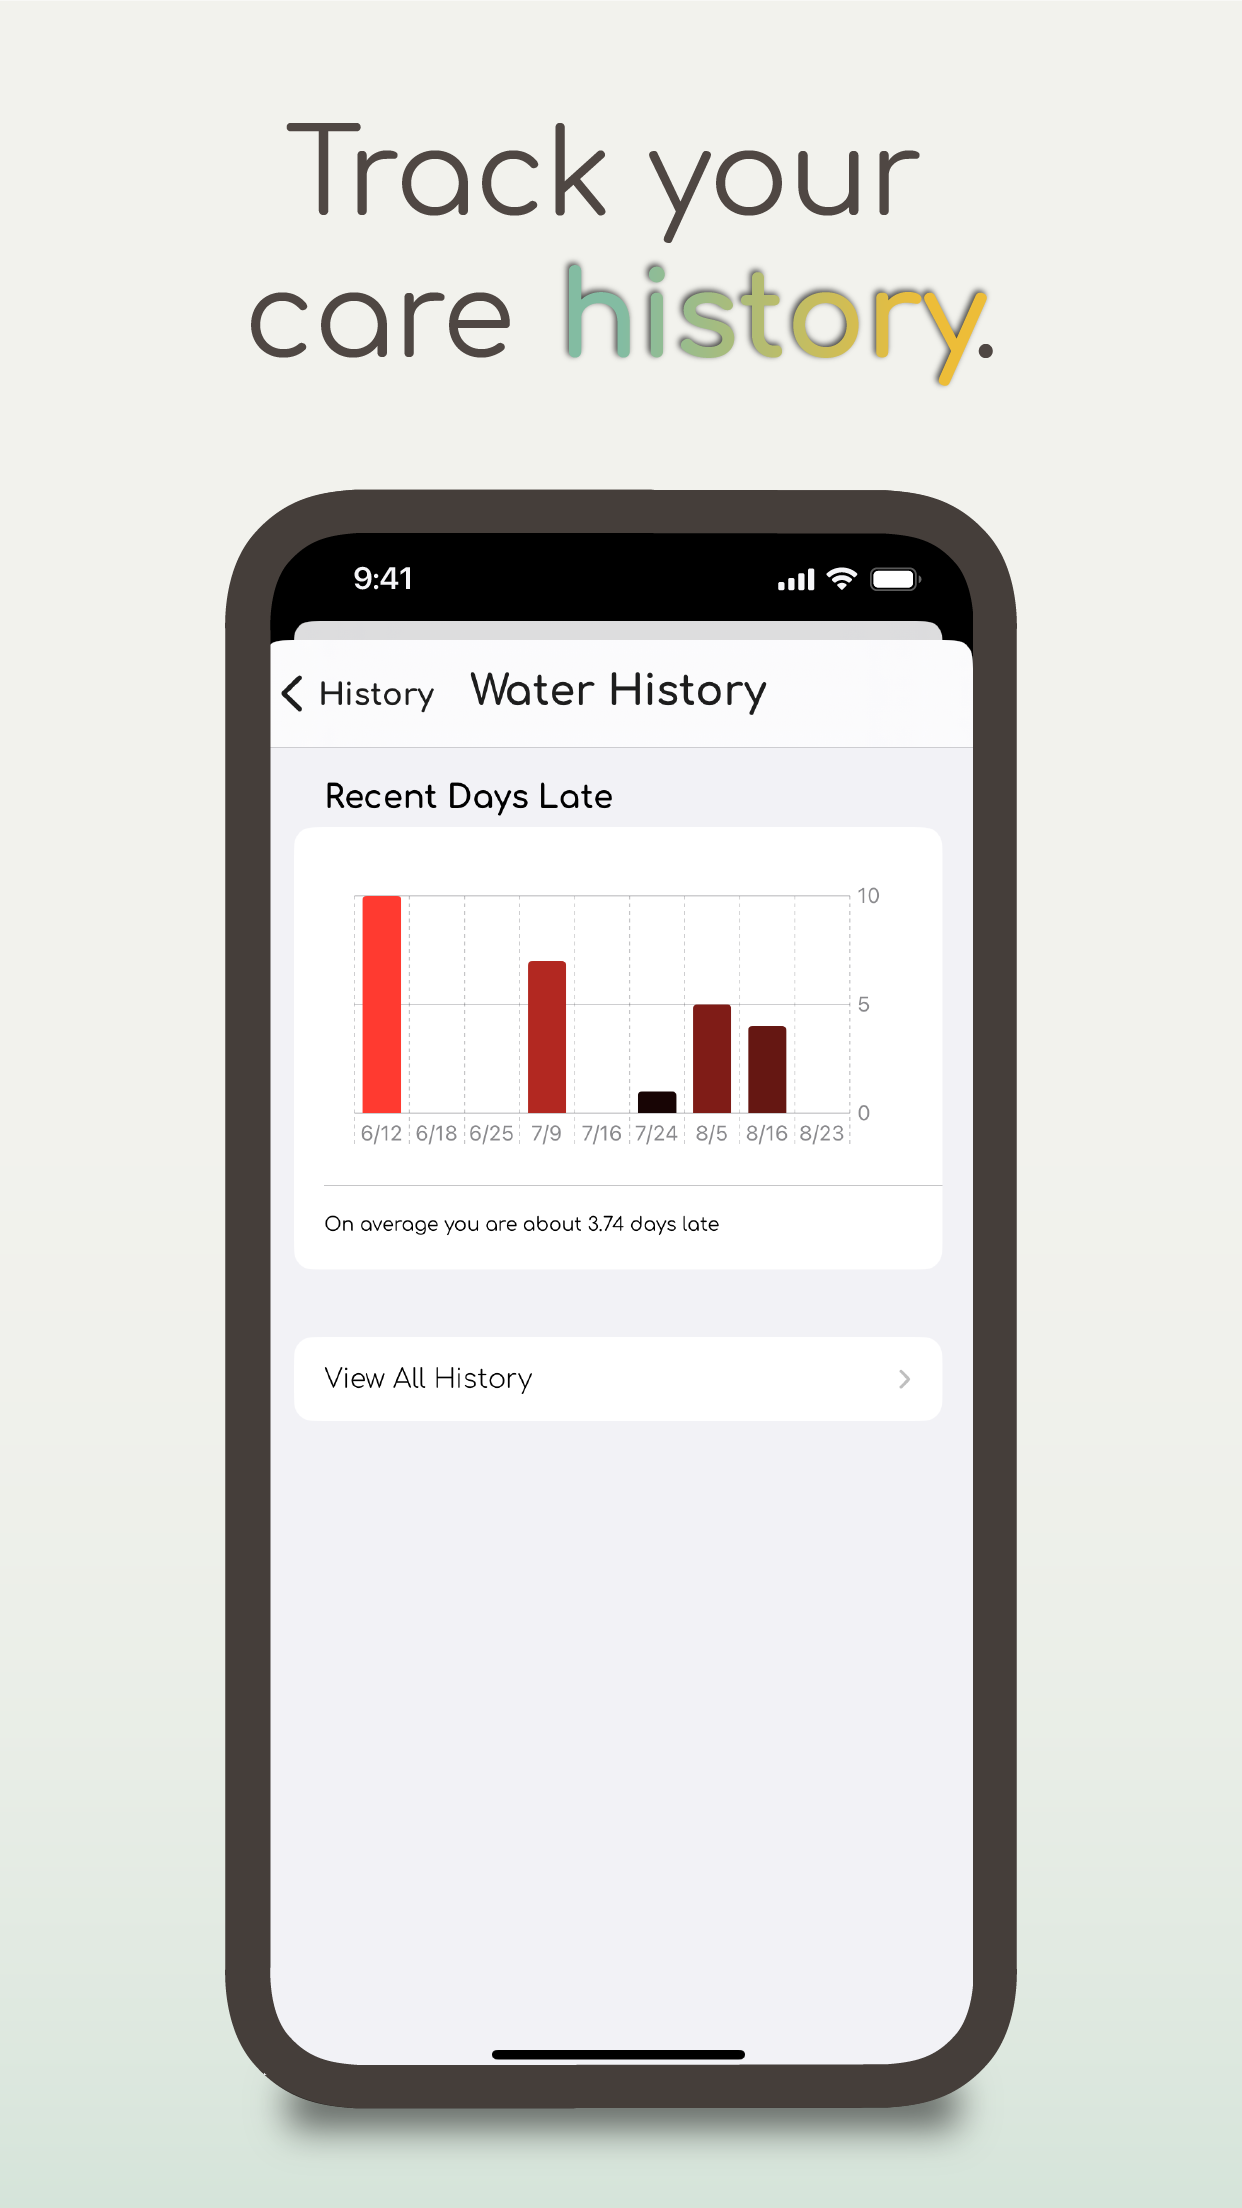 Track your
care history.
9:41
History Water History
Recent Days Late
10
5
0
6/12 6/18 6/25 7/9 7/16 7/24 8/5 8/16 8/23
On average you are about 3.74 days late
View All History